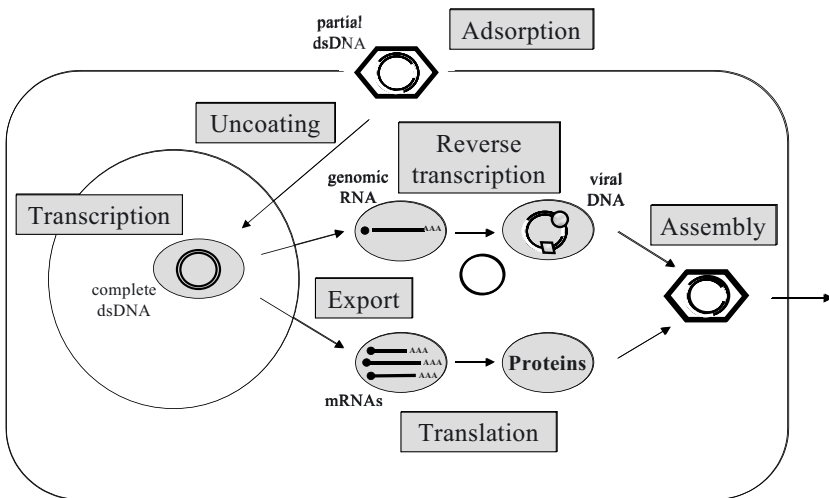 partial
dsDNA
Adsorption
Uncoating
Reverse
transcription
genomic
RNA
viral
DNA
Transcription
AAA
Assembly
complete
dsDNA
Export
AAA
AAA
AAA
Proteins
mRNAs
Translation